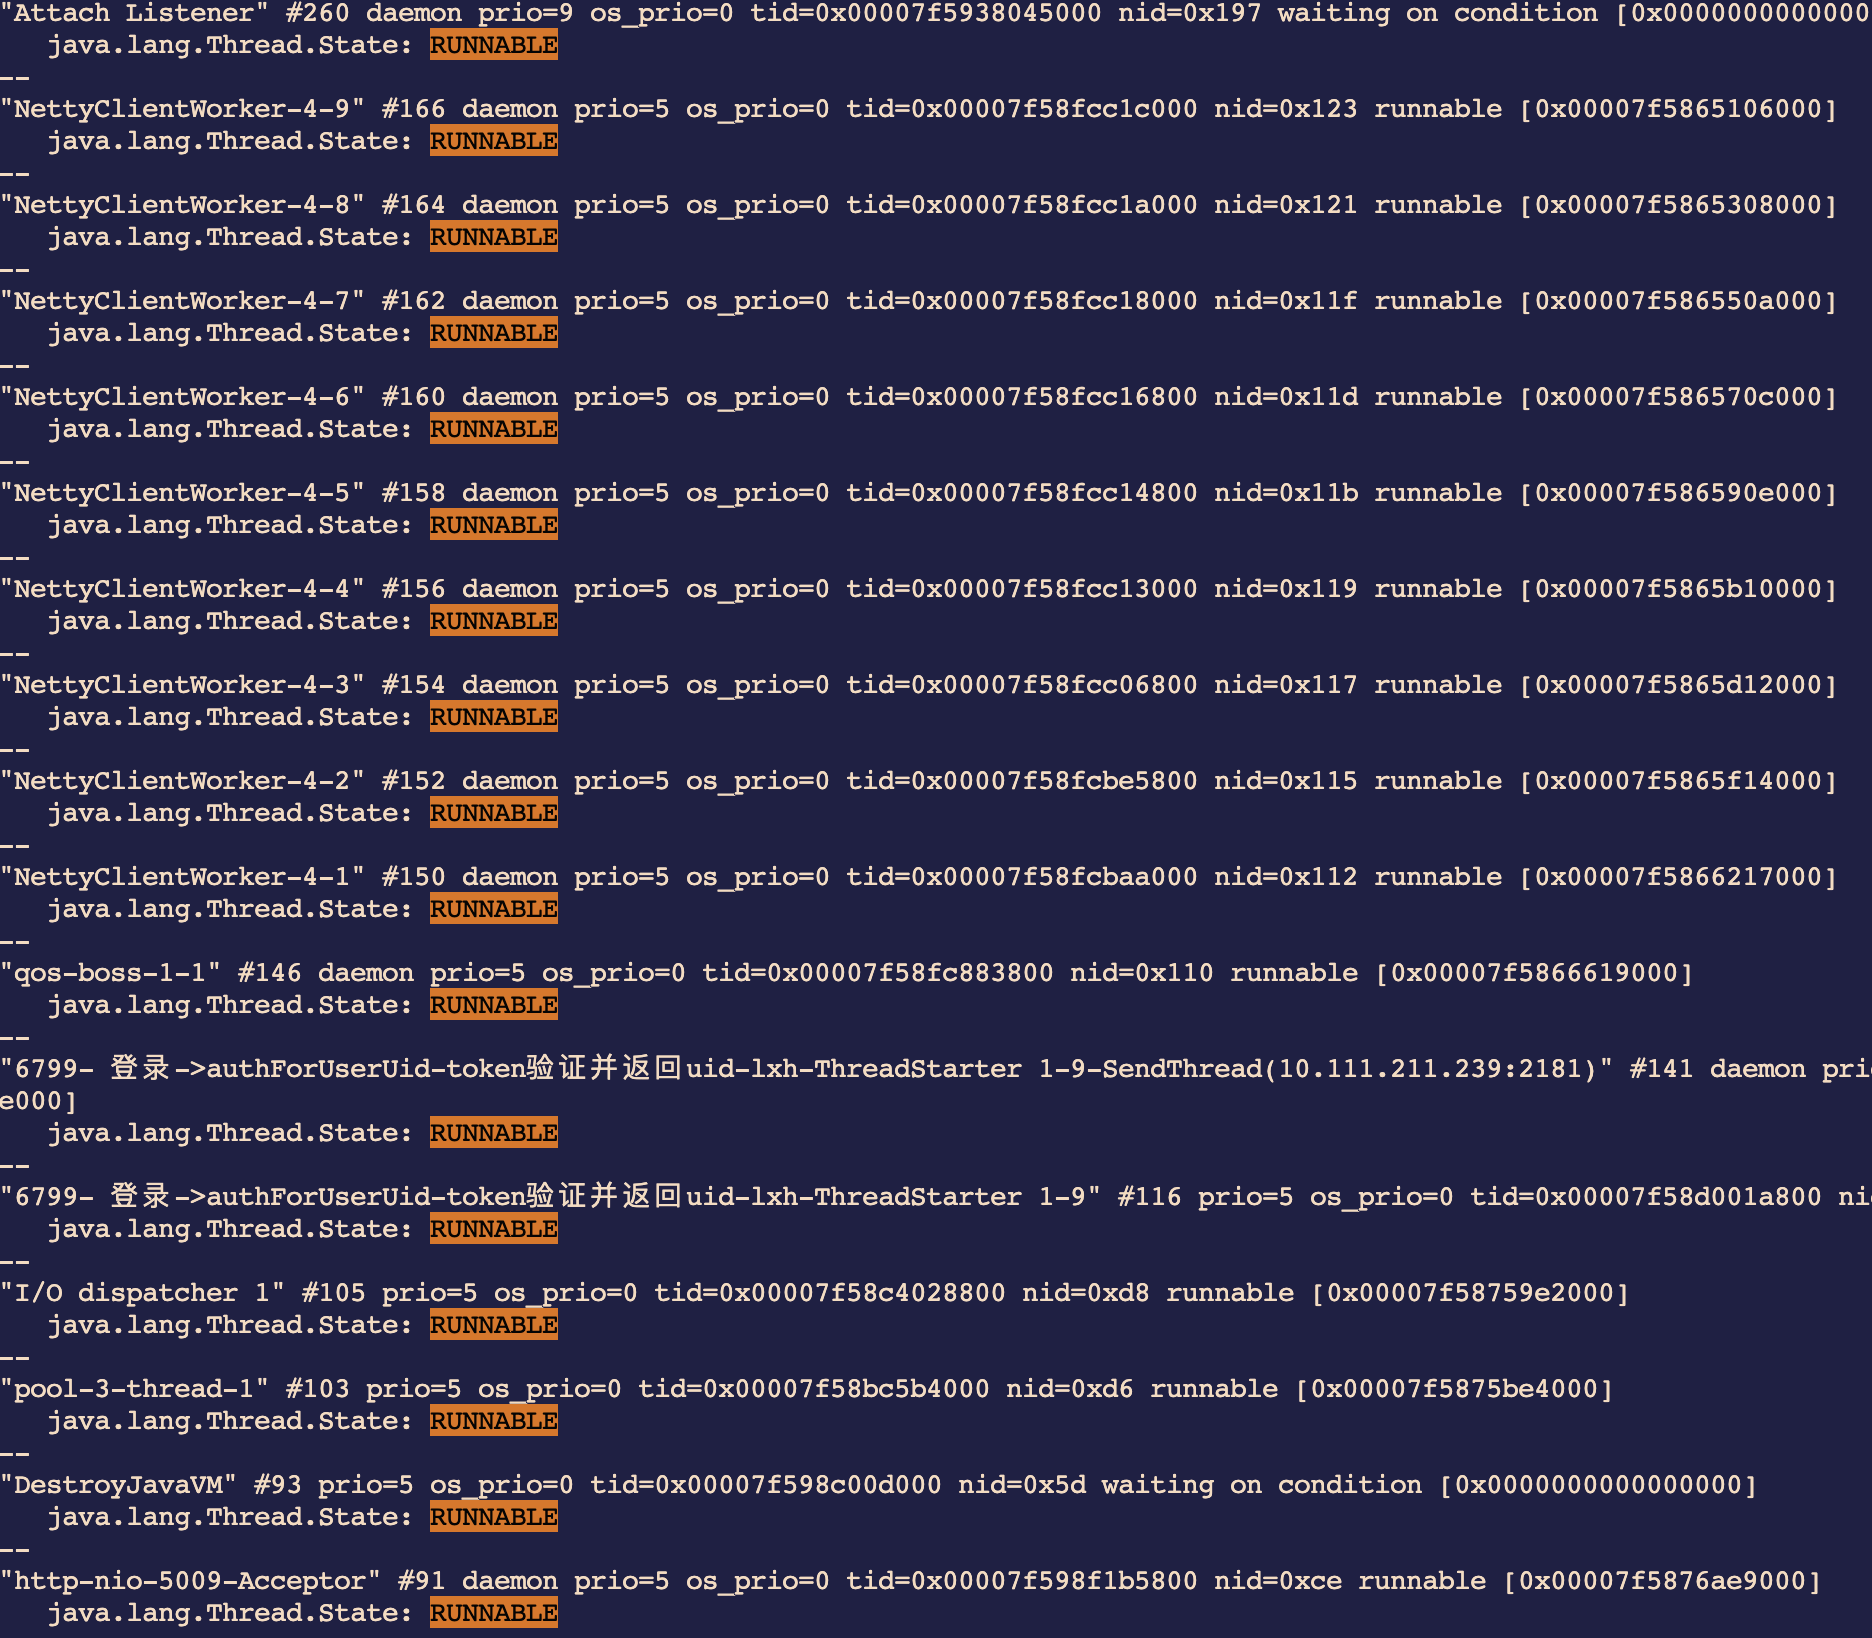 "Attach Listener" #260 daemon prio=9 os_prio=0 tid=0x00007f5938045000 nid=0x197 waiting on condition [0x0000000000000
java.lang.Thread.State: RUNNABLE
--
"NettyClientWorker-4-9" #166 daemon prio=5 os_prio=0 tid=0x00007f58fcc1c000 nid=0x123 runnable [0x00007f5865106000]
java.lang.Thread.State: RUNNABLE
--
"NettyClientWorker-4-8" #164 daemon prio=5 os_prio=0 tid=0x00007f58fcc1a000 nid=0x121 runnable [0x00007f5865308000]
java.lang.Thread.State: RUNNABLE
--
"NettyClientWorker-4-7" #162 daemon prio=5 os_prio=0 tid=0x00007f58fcc18000 nid=0x11f runnable [0x00007f586550a000]
java.lang.Thread.State: RUNNABLE
--
"NettyClientWorker-4-6" #160 daemon prio=5 os_prio=0 tid=0x00007f58fcc16800 nid=0x11d runnable [0x00007f586570c000]
java.lang.Thread.State: RUNNABLE
--
"NettyClientWorker-4-5" #158 daemon prio=5 os_prio=0 tid=0x00007f58fcc14800 nid=0x11b runnable [0x00007f586590e000]
java.lang.Thread.State: RUNNABLE
--
"NettyClientWorker-4-4" #156 daemon prio=5 os_prio=0 tid=0x00007f58fcc13000 nid=0x119 runnable [0x00007f5865b10000]
java.lang.Thread.State: RUNNABLE
--
"NettyClientWorker-4-3" #154 daemon prio=5 os_prio=0 tid=0x00007f58fcc06800 nid=0x117 runnable [0x00007f5865d12000]
java.lang.Thread.State: RUNNABLE
--
"NettyClientWorker-4-2" #152 daemon prio=5 os_prio=0 tid=0x00007f58fcbe5800 nid=0x115 runnable [0x00007f5865f14000]
java.lang.Thread.State: RUNNABLE
--
"NettyClientWorker-4-1" #150 daemon prio=5 os_prio=0 tid=0x00007f58fcbaa000 nid=0x112 runnable [0x00007f5866217000]
java.lang.Thread.State: RUNNABLE
--
"qos-boss-1-1" #146 daemon prio=5 os_prio=0 tid=0x00007f58fc883800 nid=0x110 runnable [0x00007f5866619000]
java.lang.Thread.State: RUNNABLE
--
"6799- 登录->authForUserUid-token验证并返回uid-lxh-ThreadStarter 1-9-SendThread(10.111.211.239:2181)" #141 daemon pri
e000]
java.lang.Thread.State: RUNNABLE
--
"6799- 登录->authForUserUid-token验证并返回uid-lxh-ThreadStarter 1-9" #116 prio=5 os_prio=0 tid=0x00007f58d001a800 ni
java.lang.Thread.State: RUNNABLE
--
"I/O dispatcher 1" #105 prio=5 os_prio=0 tid=0x00007f58c4028800 nid=0xd8 runnable [0x00007f58759e2000]
java.lang.Thread.State: RUNNABLE
--
"pool-3-thread-1" #103 prio=5 os_prio=0 tid=0x00007f58bc5b4000 nid=0xd6 runnable [0x00007f5875be4000]
java.lang.Thread.State: RUNNABLE
--
"DestroyJavaVM" #93 prio=5 os_prio=0 tid=0x00007f598c00d000 nid=0x5d waiting on condition [0x0000000000000000]
java.lang.Thread.State: RUNNABLE
--
"http-nio-5009-Acceptor" #91 daemon prio=5 os_prio=0 tid=0x00007f598f1b5800 nid=0xce runnable [0x00007f5876ae9000]
java.lang.Thread.State: RUNNABLE